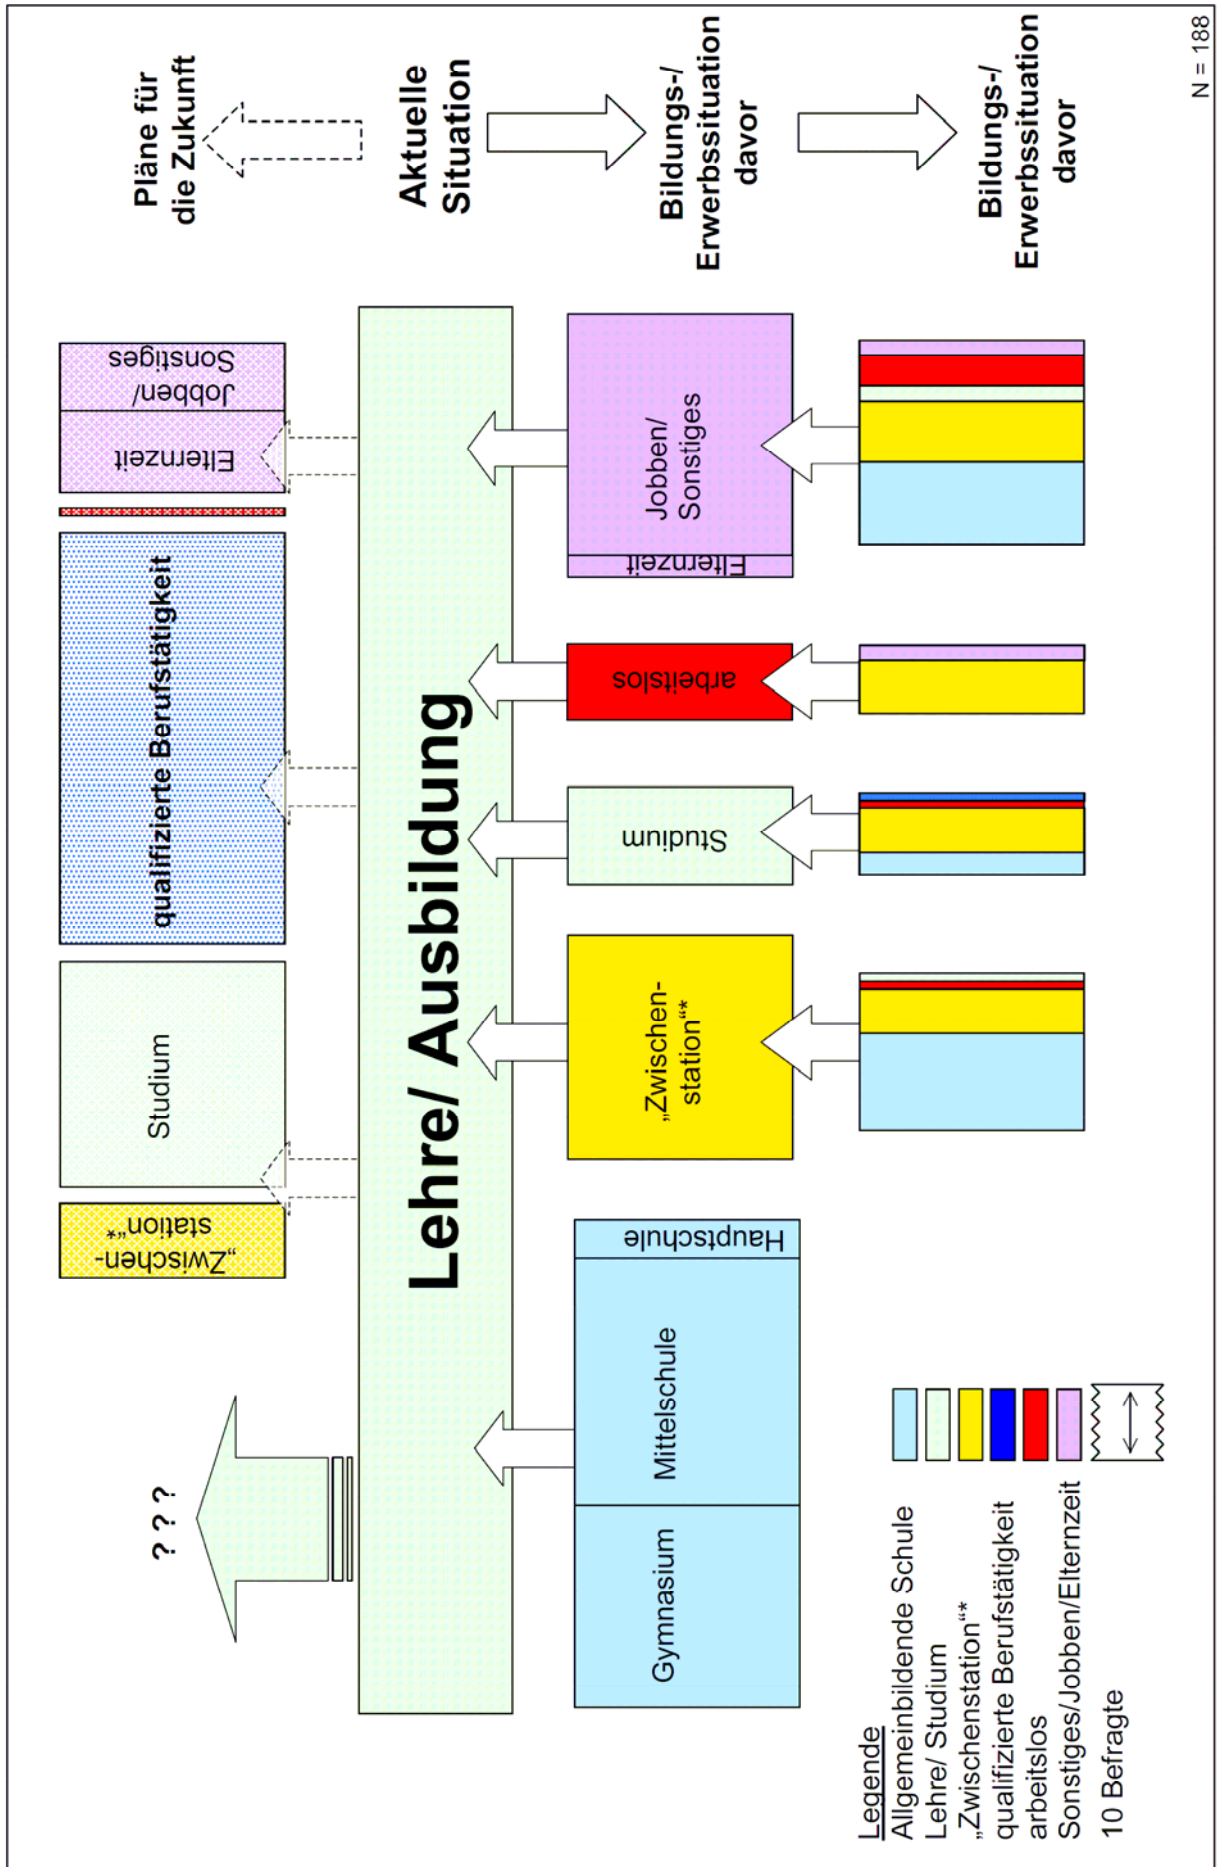 Pläne für
die Zukunft
Aktuelle
Situation
Bildungs-/
Erwerbssituation
davor
Bildungs-/
Erwerbssituation
davor
? ? ?
„Zwischen-
station“*
Studium
qualifizierte Berufstätigkeit
Elternzeit
Jobben/
Sonstiges
Lehre/ Ausbildung
Gymnasium
Mittelschule
Hauptschule
„Zwischen-
station“*
Studium
arbeitslos
Elternzeit
Jobben/
Sonstiges
Legende
Allgemeinbildende Schule
Lehre/ Studium
„Zwischenstation“*
qualifizierte Berufstätigkeit
arbeitslos
Sonstiges/Jobben/Elternzeit
10 Befragte
N = 188